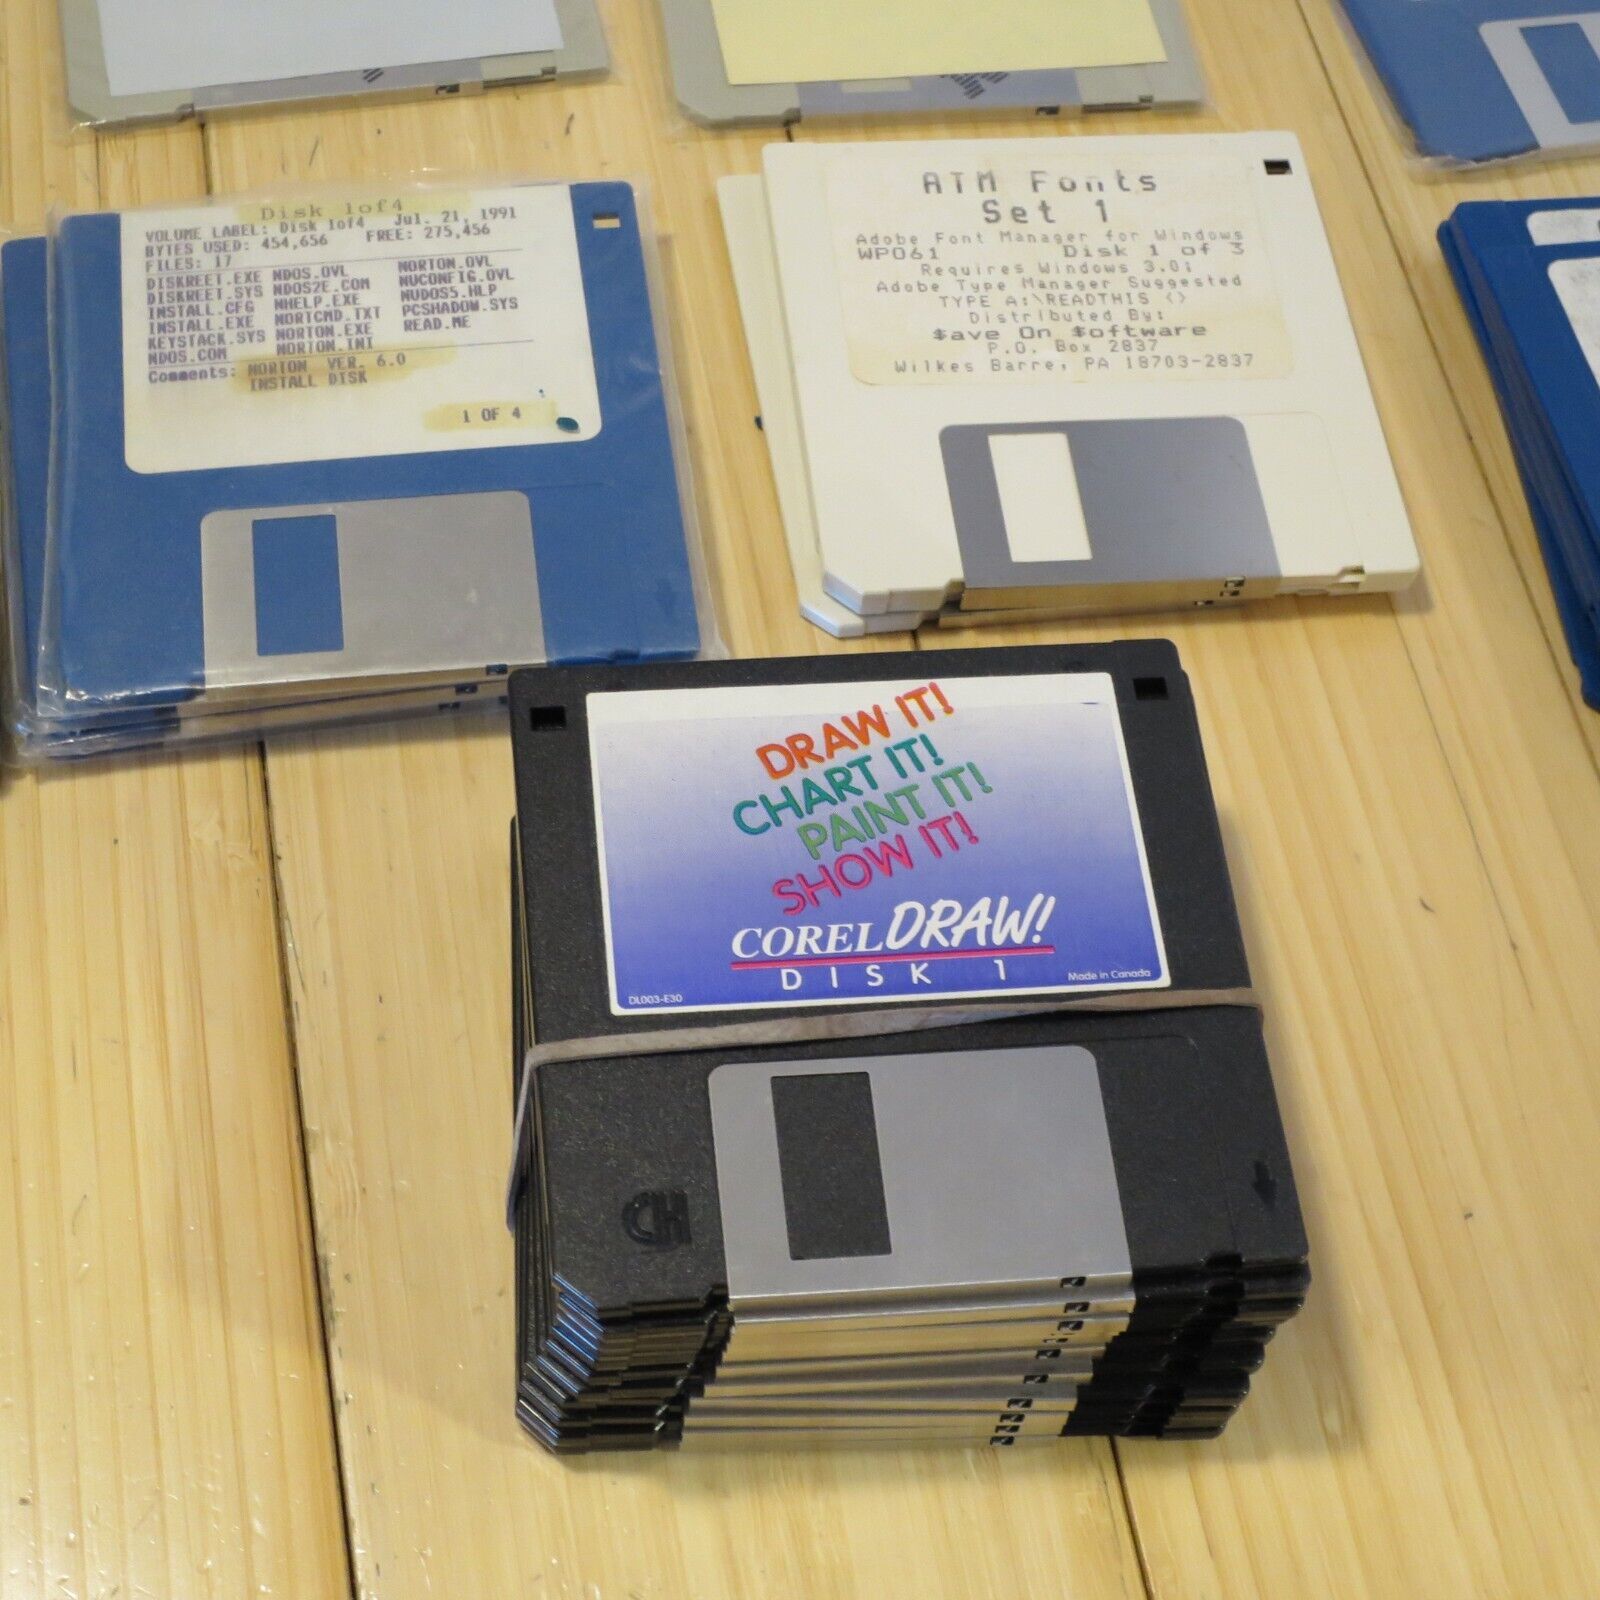 Disk 1of4
VOLUME LABEL: Disk 1of4 Jul. 21, 1991
BYTES USED: 454,656 FREE: 275,456
FILES: 17
DISKREET.EXE NDOS.OVL NORTON.OVL
DISKREET.SYS NDOS2E.COM NUCONFIG.OVL
INSTALL.CFG NHELP.EXE NUDOS5.HLP
INSTALL.EXE NORTCMD.TXT PCSHADOW.SYS
KEYSTACK.SYS NORTON.EXE READ.ME
NDOS.COM NORTON.INI
Comments: NORTON VER. 6.0
INSTALL DISK
1 OF 4
ATM Fonts
Set 1
Adobe Font Manager for Windows
WP061 Disk 1 of 3
Requires Windows 3.0;
Adobe Type Manager Suggested
TYPE A:\READTHIS <>
Distributed By:
$ave On $oftware
P.O. Box 2837
Wilkes Barre, PA 18703-2837
DRAW IT!
CHART IT!
PAINT IT!
SHOW IT!
COREL DRAW!
DISK 1
DL003-E30 Made in Canada
HD